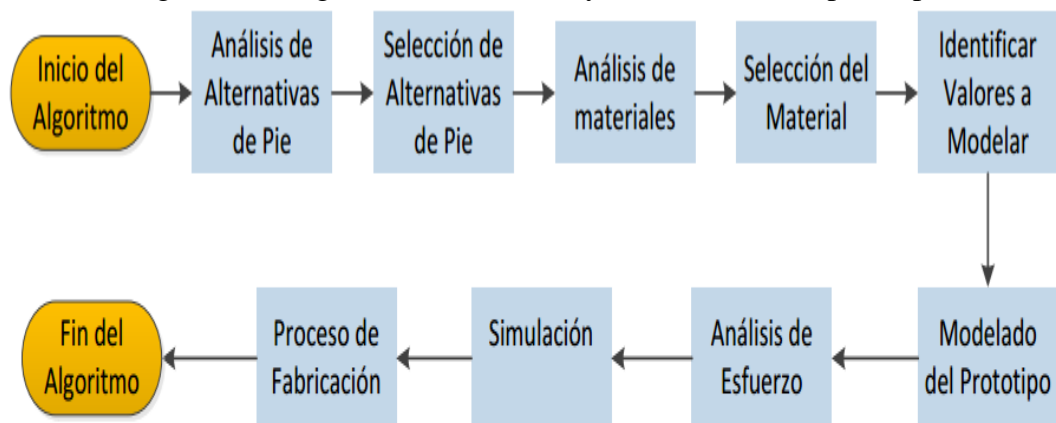 Inicio del
Algoritmo
Análisis de
Alternativas
de Pie
Selección de
Alternativas
de Pie
Análisis de
materiales
Selección del
Material
Identificar
Valores a
Modelar
Modelado
del Prototipo
Análisis de
Esfuerzo
Simulación
Proceso de
Fabricación
Fin del
Algoritmo